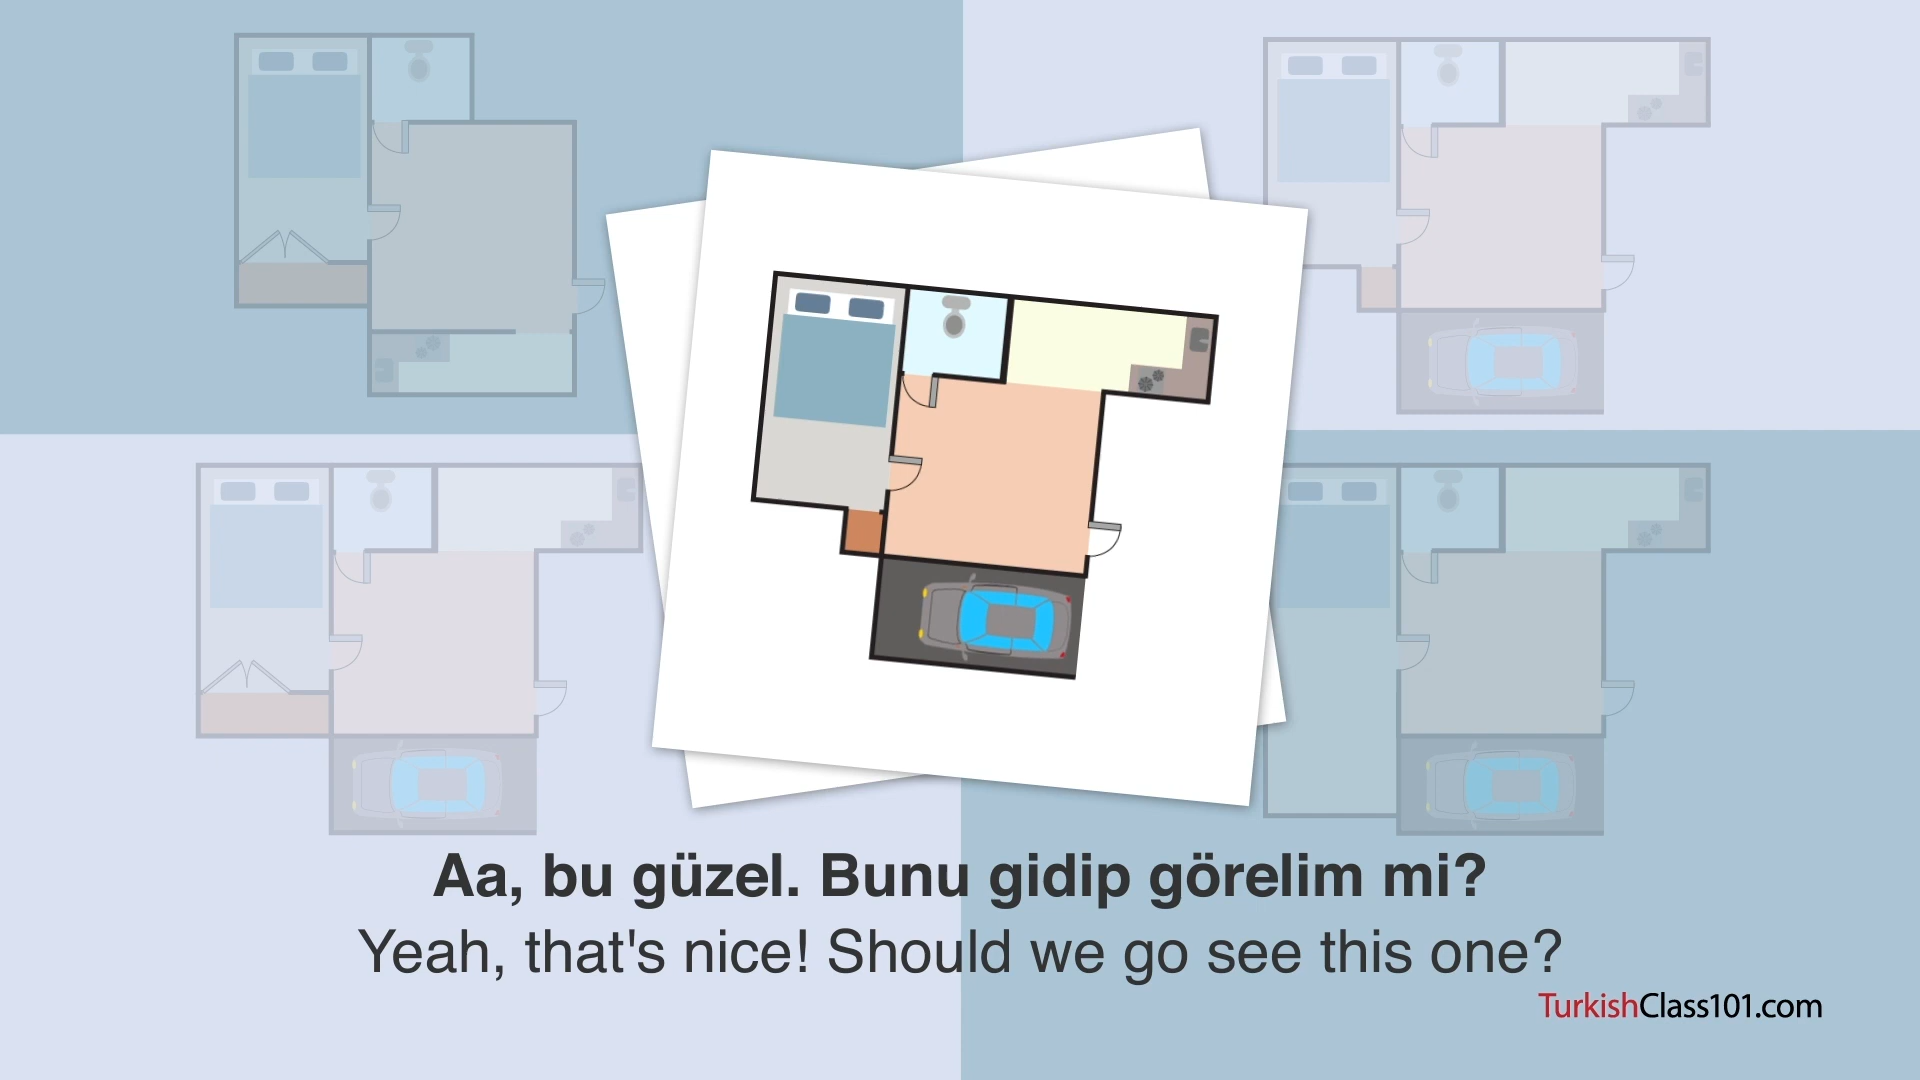 Aa, bu güzel. Bunu gidip görelim mi?
Yeah, that's nice! Should we go see this one?
TurkishClass101.com